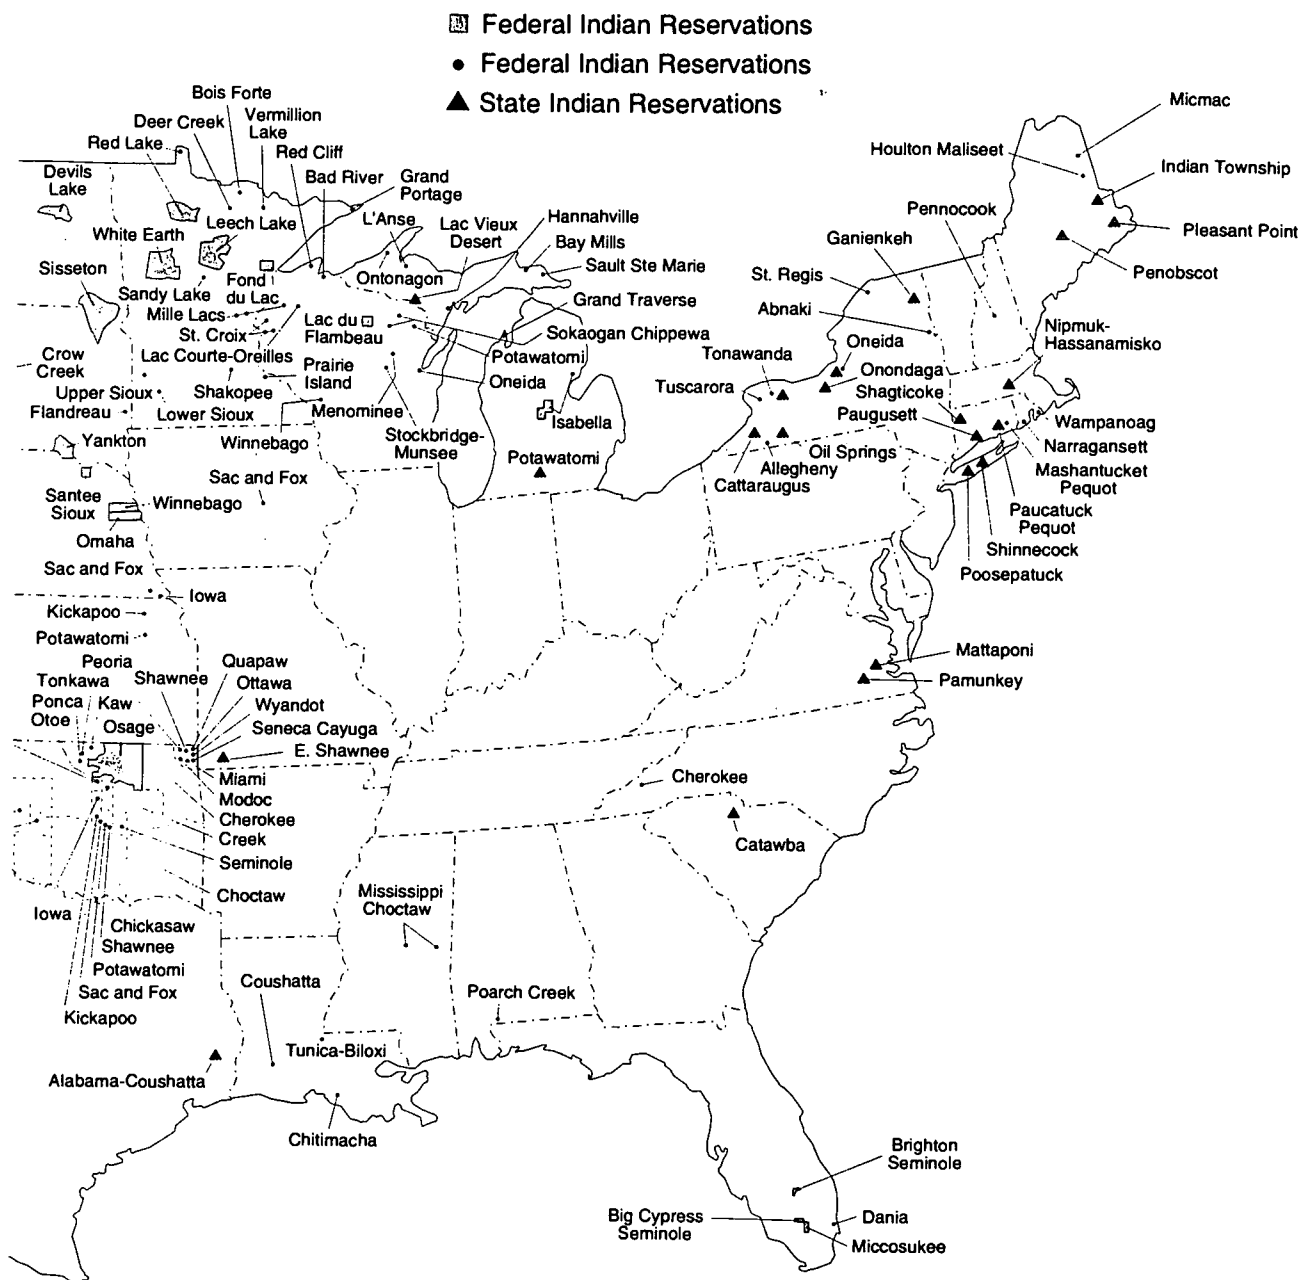 Federal Indian Reservations
Federal Indian Reservations
State Indian Reservations
Bois Forte
Deer Creek
Vermillion
Lake
Red Lake
Red Cliff
Devils
Lake
Bad River
Grand
Portage
Leech Lake
L'Anse
Lac Vieux
Desert
Hannahville
White Earth
Bay Mills
Sisseton
Sault Ste Marie
Fond
du Lac
Ontonagon
Sandy Lake
Grand Traverse
Mille Lacs
St. Croix
Lac du
Flambeau
Sokaogan Chippewa
Lac Courte-Oreilles
Potawatomi
Crow
Creek
Prairie
Island
Oneida
Upper Sioux
Shakopee
Flandreau
Lower Sioux
Menominee
Isabella
Yankton
Winnebago
Stockbridge-
Munsee
Potawatomi
Sac and Fox
Santee
Sioux
Winnebago
Omaha
Sac and Fox
Iowa
Kickapoo
Potawatomi
Peoria
Tonkawa
Shawnee
Quapaw
Ottawa
Ponca
Kaw
Wyandot
Otoe
Osage
Seneca Cayuga
E. Shawnee
Miami
Modoc
Cherokee
Creek
Seminole
Choctaw
Iowa
Chickasaw
Shawnee
Potawatomi
Sac and Fox
Kickapoo
Alabama-Coushatta
Coushatta
Tunica-Biloxi
Chitimacha
Mississippi
Choctaw
Poarch Creek
Micmac
Houlton Maliseet
Indian Township
Pennocook
Pleasant Point
Ganienkeh
Penobscot
St. Regis
Abnaki
Nipmuk-
Hassanamisko
Tonawanda
Oneida
Onondaga
Tuscarora
Shagticoke
Paugusett
Wampanoag
Oil Springs
Narragansett
Allegheny
Mashantucket
Pequot
Cattaraugus
Paucatuck
Pequot
Shinnecock
Poosepatuck
Mattaponi
Pamunkey
Cherokee
Catawba
Brighton
Seminole
Big Cypress
Seminole
Dania
Miccosukee